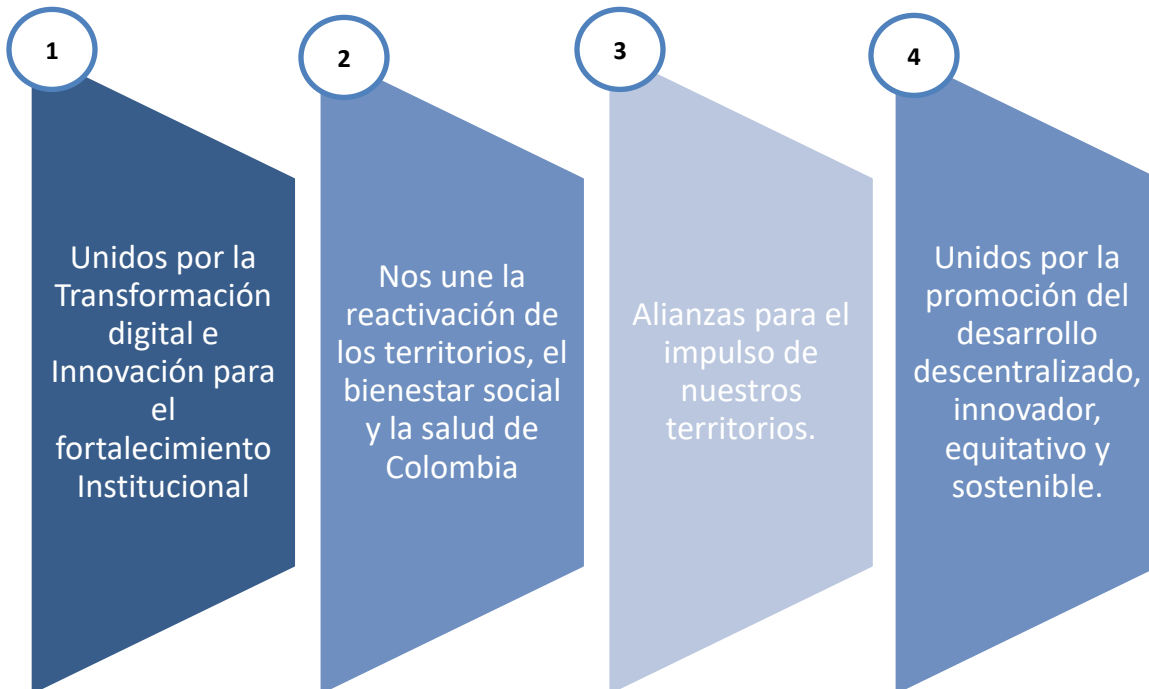 1
Unidos por la
Transformación
digital e
Innovación para
el
fortalecimiento
Institucional
2
Nos une la
reactivación de
los territorios, el
bienestar social
y la salud de
Colombia
3
Alianzas para el
impulso de
nuestros
territorios.
4
Unidos por la
promoción del
desarrollo
descentralizado,
innovador,
equitativo y
sostenible.